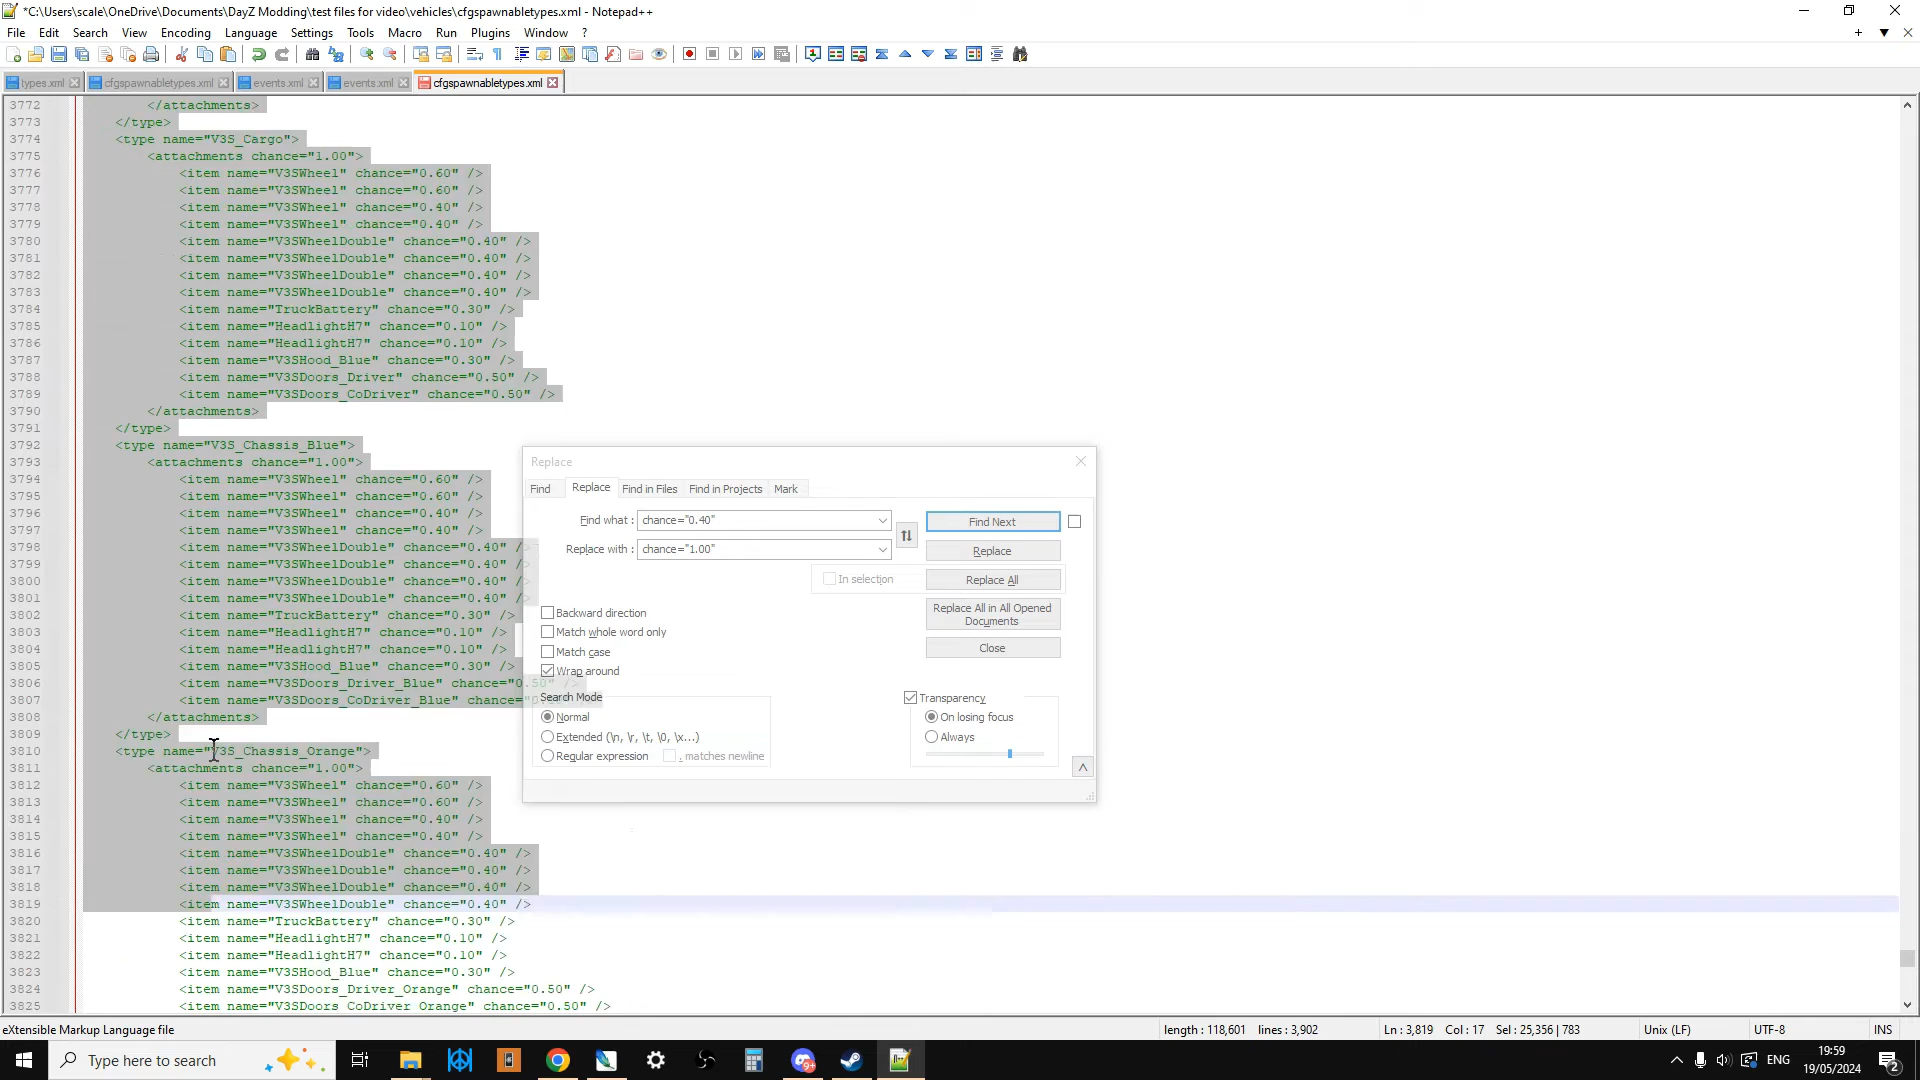 *C:\Users\scale\OneDrive\Documents\DayZ Modding\test files for video\vehicles\cfgspawnabletypes.xml - Notepad++
File Edit Search View Encoding Language Settings Tools Macro Run Plugins Window ?
types.xml cfgspawnabletypes.xml events.xml events.xml cfgspawnabletypes.xml
3772 </attachments>
3773 </type>
3774 <type name="V3S_Cargo">
3775 <attachments chance="1.00">
3776 <item name="V3SWheel" chance="0.60" />
3777 <item name="V3SWheel" chance="0.60" />
3778 <item name="V3SWheel" chance="0.40" />
3779 <item name="V3SWheel" chance="0.40" />
3780 <item name="V3SWheelDouble" chance="0.40" />
3781 <item name="V3SWheelDouble" chance="0.40" />
3782 <item name="V3SWheelDouble" chance="0.40" />
3783 <item name="V3SWheelDouble" chance="0.40" />
3784 <item name="TruckBattery" chance="0.30" />
3785 <item name="HeadlightH7" chance="0.10" />
3786 <item name="HeadlightH7" chance="0.10" />
3787 <item name="V3SHood_Blue" chance="0.30" />
3788 <item name="V3SDoors_Driver" chance="0.50" />
3789 <item name="V3SDoors_CoDriver" chance="0.50" />
3790 </attachments>
3791 </type>
3792 <type name="V3S_Chassis_Blue">
3793 <attachments chance="1.00">
3794 <item name="V3SWheel" chance="0.60" />
3795 <item name="V3SWheel" chance="0.60" />
3796 <item name="V3SWheel" chance="0.40" />
3797 <item name="V3SWheel" chance="0.40" />
3798 <item name="V3SWheelDouble" chance="0.40" />
3799 <item name="V3SWheelDouble" chance="0.40" />
3800 <item name="V3SWheelDouble" chance="0.40" />
3801 <item name="V3SWheelDouble" chance="0.40" />
3802 <item name="TruckBattery" chance="0.30" />
3803 <item name="HeadlightH7" chance="0.10" />
3804 <item name="HeadlightH7" chance="0.10" />
3805 <item name="V3SHood_Blue" chance="0.30" />
3806 <item name="V3SDoors_Driver_Blue" chance="0.50" />
3807 <item name="V3SDoors_CoDriver_Blue" chance=
3808 </attachments>
3809 </type>
3810 <type name="V3S_Chassis_Orange">
3811 <attachments chance="1.00">
3812 <item name="V3SWheel" chance="0.60" />
3813 <item name="V3SWheel" chance="0.60" />
3814 <item name="V3SWheel" chance="0.40" />
3815 <item name="V3SWheel" chance="0.40" />
3816 <item name="V3SWheelDouble" chance="0.40" />
3817 <item name="V3SWheelDouble" chance="0.40" />
3818 <item name="V3SWheelDouble" chance="0.40" />
3819 <item name="V3SWheelDouble" chance="0.40" />
3820 <item name="TruckBattery" chance="0.30" />
3821 <item name="HeadlightH7" chance="0.10" />
3822 <item name="HeadlightH7" chance="0.10" />
3823 <item name="V3SHood_Blue" chance="0.30" />
3824 <item name="V3SDoors_Driver_Orange" chance="0.50" />
3825 <item name="V3SDoors_CoDriver_Orange" chance="0.50" />
Replace
Find Replace Find in Files Find in Projects Mark
Find what : chance="0.40" Find Next
Replace with : chance="1.00" Replace
In selection Replace All
Replace All in All Opened
Documents
Close
Backward direction
Match whole word only
Match case
Wrap around
Search Mode
Normal
Extended (\n, \r, \t, \0, \x...)
Regular expression . matches newline
Transparency
On losing focus
Always
eXtensible Markup Language file length : 118,601 lines : 3,902 Ln : 3,819 Col : 17 Sel : 25,356 | 783 Unix (LF) UTF-8 INS
Type here to search ENG 19:59
19/05/2024